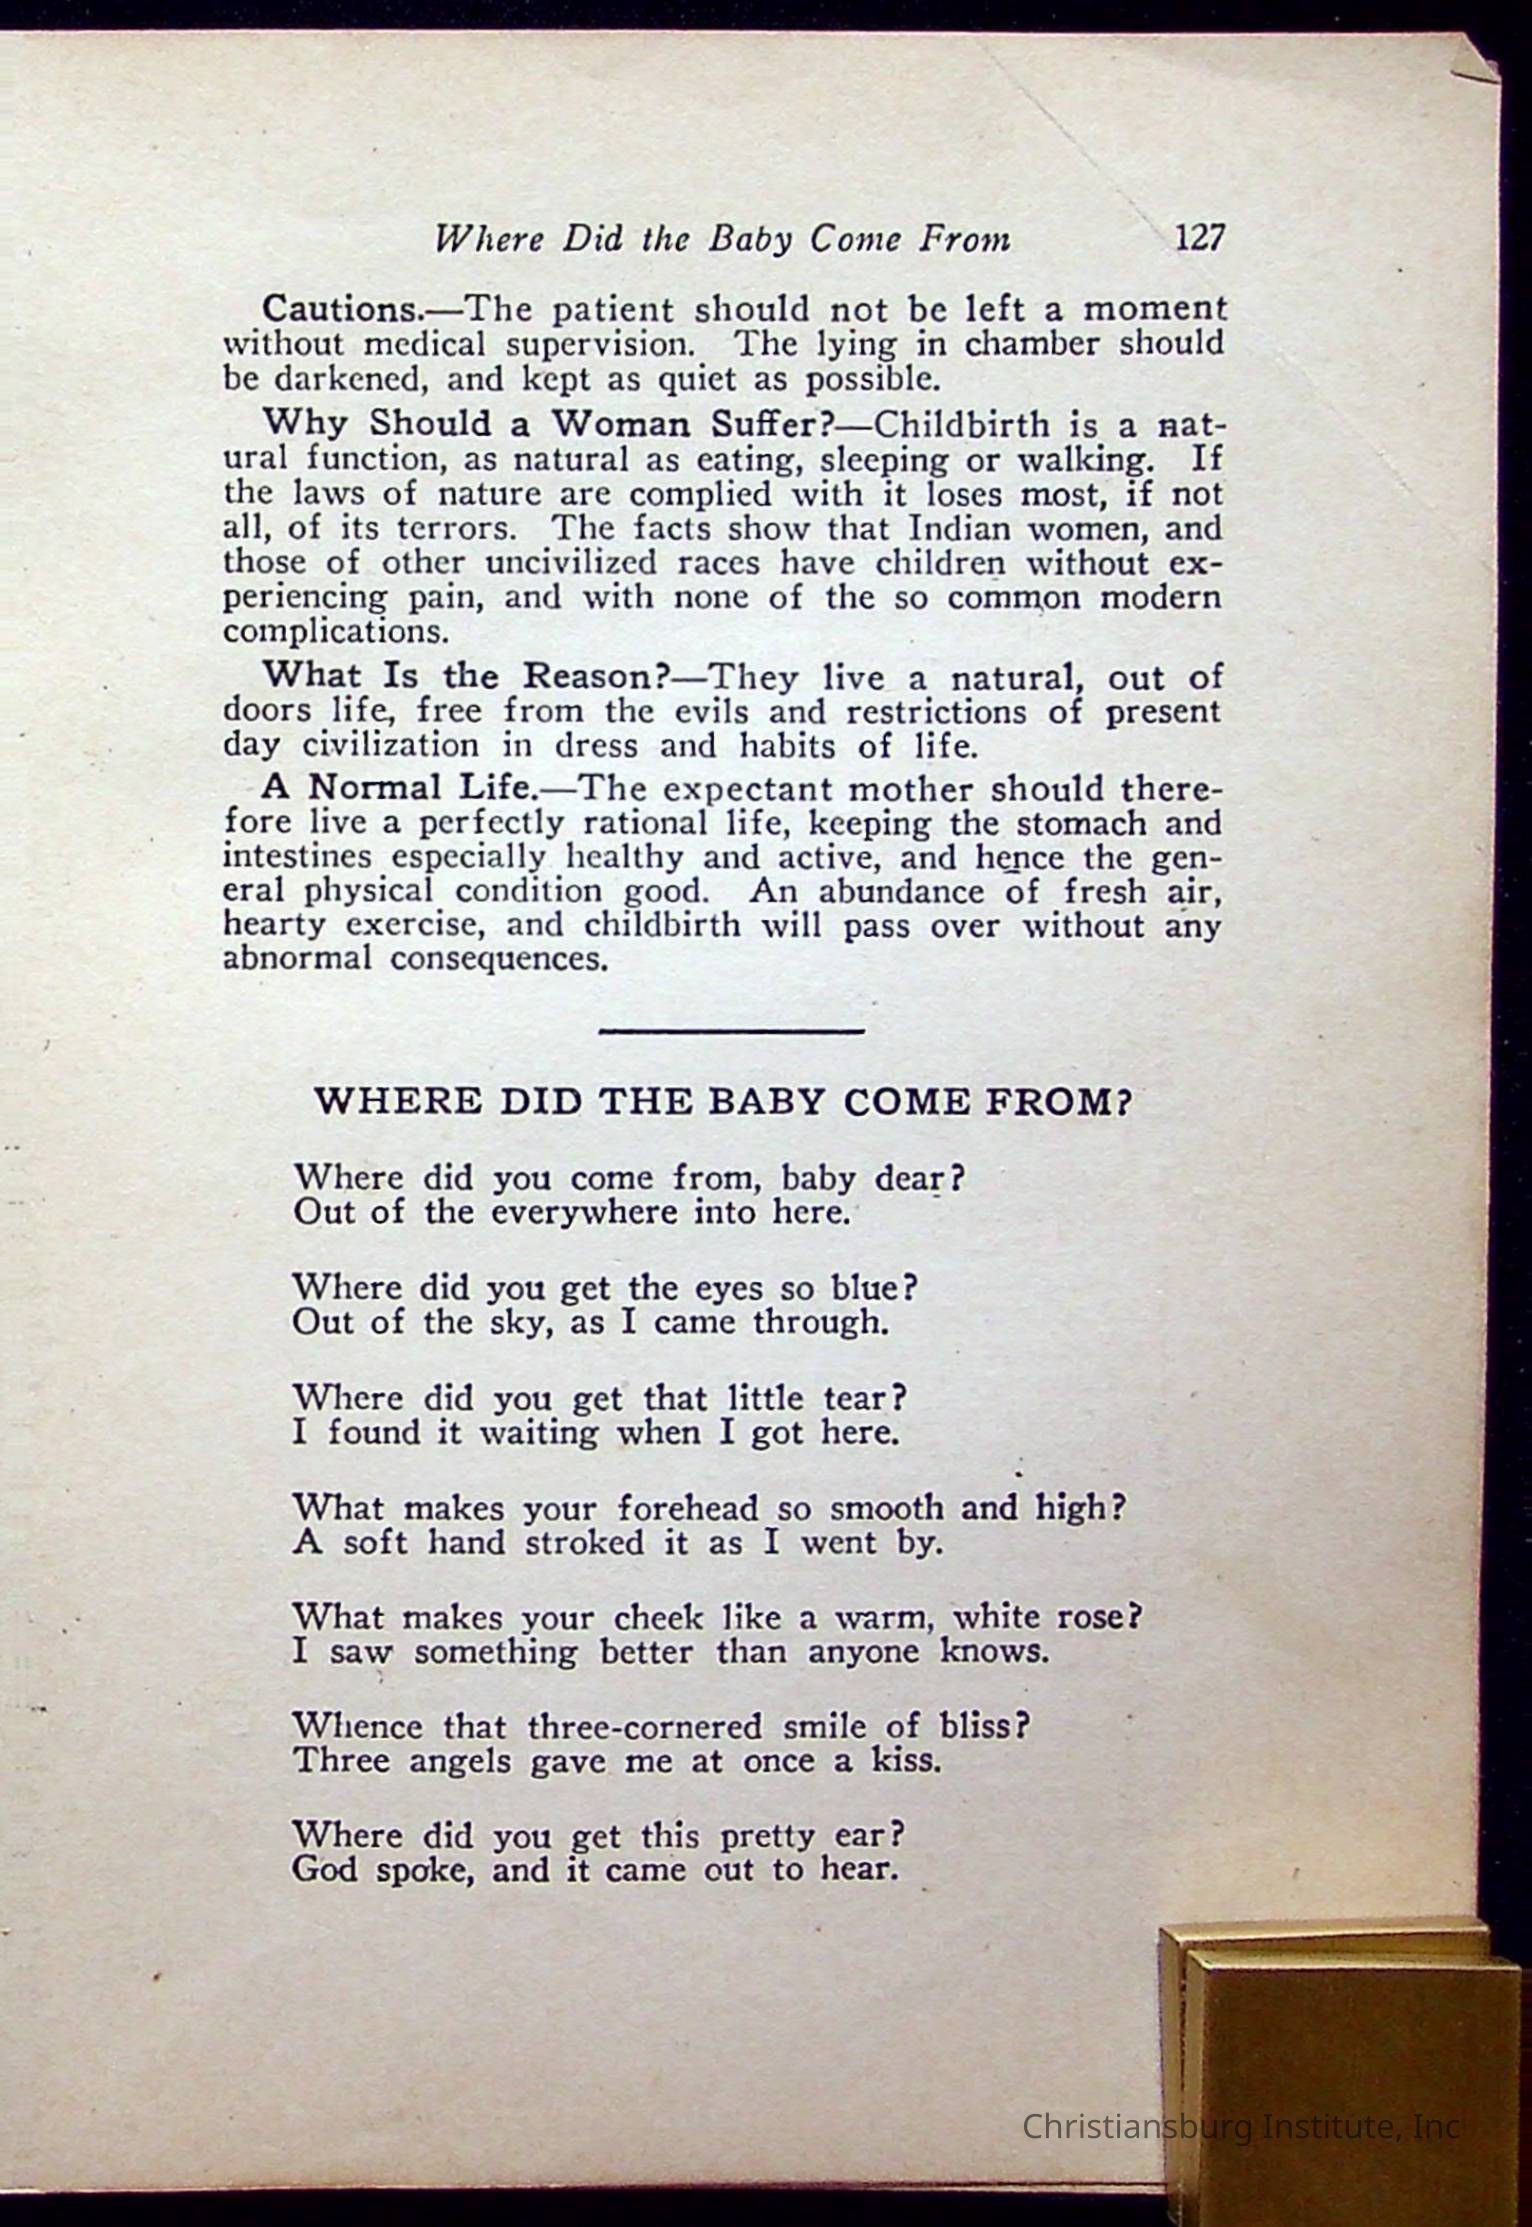 Where Did the Baby Come From 127
Cautions.—The patient should not be left a moment
without medical supervision. The lying in chamber should
be darkened, and kept as quiet as possible.
Why Should a Woman Suffer?—Childbirth is a nat-
ural function, as natural as eating, sleeping or walking. If
the laws of nature are complied with it loses most, if not
all, of its terrors. The facts show that Indian women, and
those of other uncivilized races have children without ex-
periencing pain, and with none of the so common modern
complications.
What Is the Reason?—They live a natural, out of
doors life, free from the evils and restrictions of present
day civilization in dress and habits of life.
A Normal Life.—The expectant mother should there-
fore live a perfectly rational life, keeping the stomach and
intestines especially healthy and active, and hence the gen-
eral physical condition good. An abundance of fresh air,
hearty exercise, and childbirth will pass over without any
abnormal consequences.
WHERE DID THE BABY COME FROM?
Where did you come from, baby dear?
Out of the everywhere into here.
Where did you get the eyes so blue?
Out of the sky, as I came through.
Where did you get that little tear?
I found it waiting when I got here.
What makes your forehead so smooth and high?
A soft hand stroked it as I went by.
What makes your cheek like a warm, white rose?
I saw something better than anyone knows.
Whence that three-cornered smile of bliss?
Three angels gave me at once a kiss.
Where did you get this pretty ear?
God spoke, and it came out to hear.
Christiansburg Institute, Inc